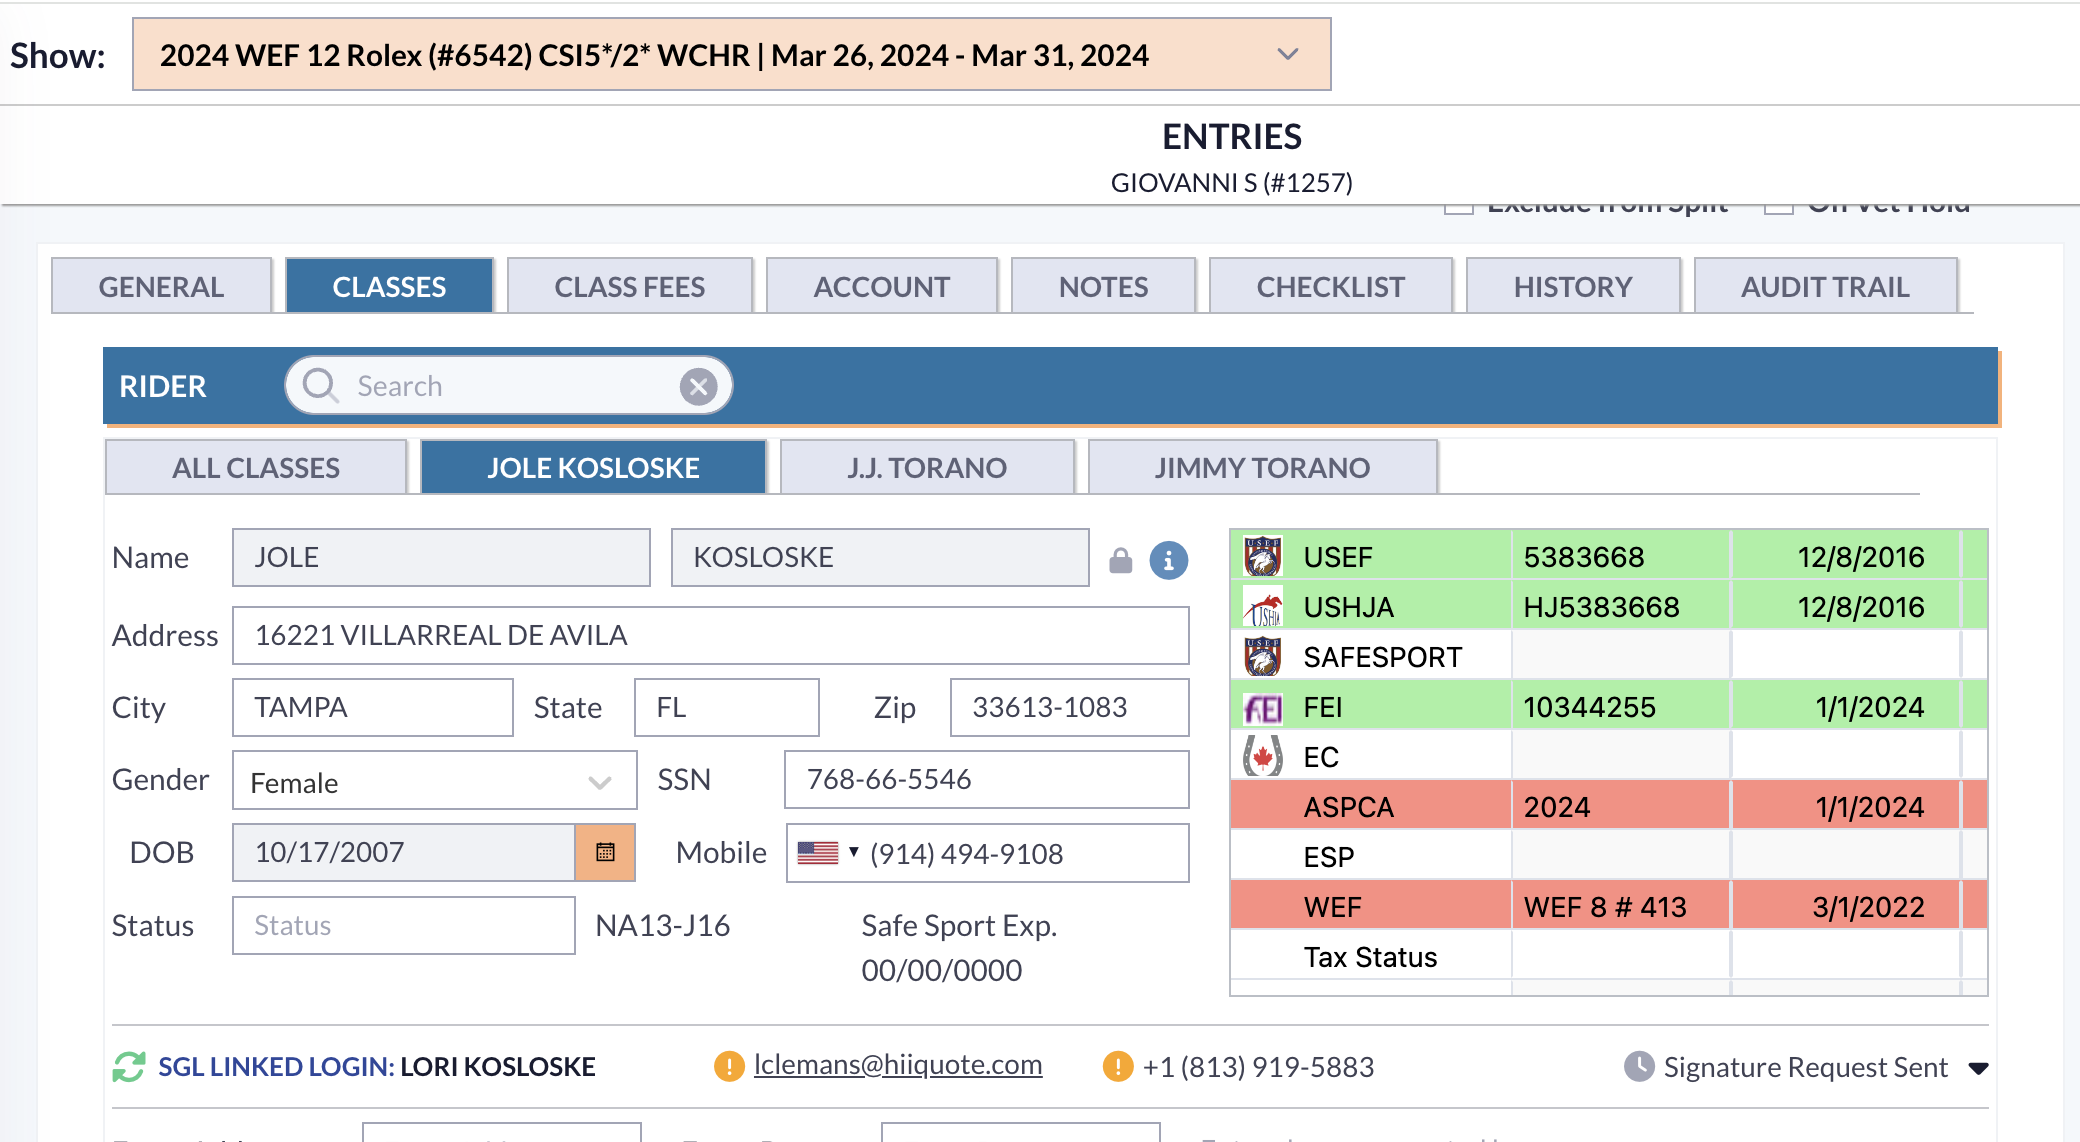 Show: 2024 WEF 12 Rolex (#6542) CSI5*/2* WCHR | Mar 26, 2024 - Mar 31, 2024
ENTRIES
GIOVANNI S (#1257)
Exclude from Split On Vet Hold
GENERAL CLASSES CLASS FEES ACCOUNT NOTES CHECKLIST HISTORY AUDIT TRAIL
RIDER Search
ALL CLASSES JOLE KOSLOSKE J.J. TORANO JIMMY TORANO
Name JOLE KOSLOSKE
Address 16221 VILLARREAL DE AVILA
City TAMPA State FL Zip 33613-1083
Gender Female SSN 768-66-5546
DOB 10/17/2007 Mobile (914) 494-9108
Status Status NA13-J16 Safe Sport Exp.
00/00/0000
USEF 5383668 12/8/2016
USHJA HJ5383668 12/8/2016
SAFESPORT
FEI 10344255 1/1/2024
EC
ASPCA 2024 1/1/2024
ESP
WEF WEF 8 # 413 3/1/2022
Tax Status
SGL LINKED LOGIN: LORI KOSLOSKE lclemans@hiiquote.com +1 (813) 919-5883 Signature Request Sent